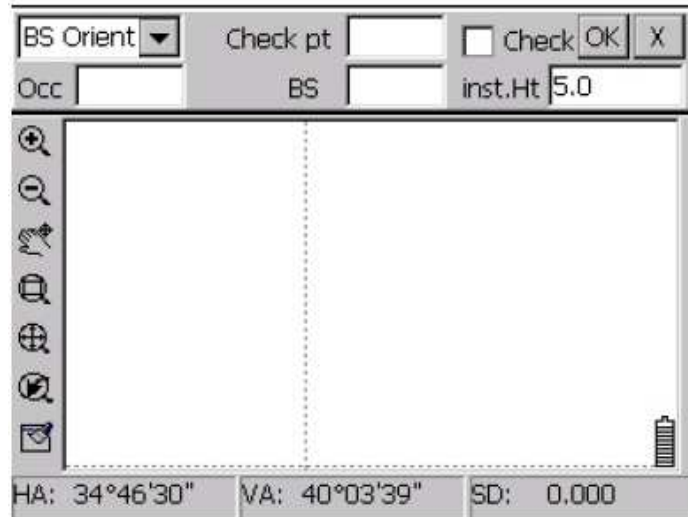 BS Orient Check pt Check OK X
Occ BS inst.Ht 5.0
HA: 34°46'30" VA: 40°03'39" SD: 0.000